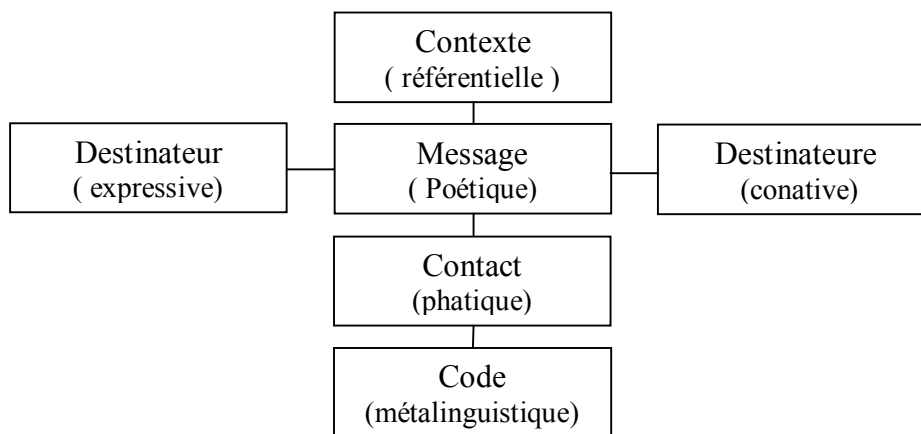 Contexte
( référentielle )
Destinateur
( expressive)
Message
( Poétique)
Destinateure
(conative)
Contact
(phatique)
Code
(métalinguistique)